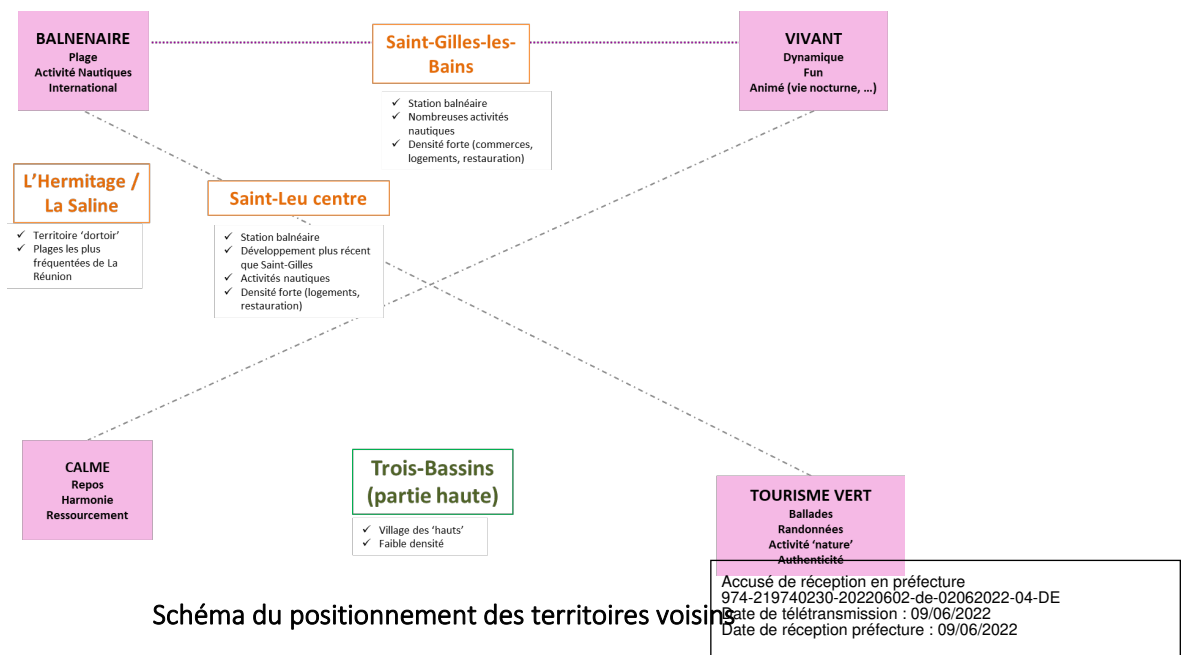 BALNENAIRE
Plage
Activité Nautiques
International
Saint-Gilles-les-
Bains
✓ Station balnéaire
✓ Nombreuses activités
nautiques
✓ Densité forte (commerces,
logements, restauration)
VIVANT
Dynamique
Fun
Animé (vie nocturne, …)
L'Hermitage /
La Saline
✓ Territoire 'dortoir'
✓ Plages les plus
fréquentées de La
Réunion
Saint-Leu centre
✓ Station balnéaire
✓ Développement plus récent
que Saint-Gilles
✓ Activités nautiques
✓ Densité forte (logements,
restauration)
CALME
Repos
Harmonie
Ressourcement
Trois-Bassins
(partie haute)
✓ Village des 'hauts'
✓ Faible densité
TOURISME VERT
Ballades
Randonnées
Activité 'nature'
Authenticité
Schéma du positionnement des territoires voisins
Accusé de réception en préfecture
974-219740230-20220602-de-02062022-04-DE
Date de télétransmission : 09/06/2022
Date de réception préfecture : 09/06/2022